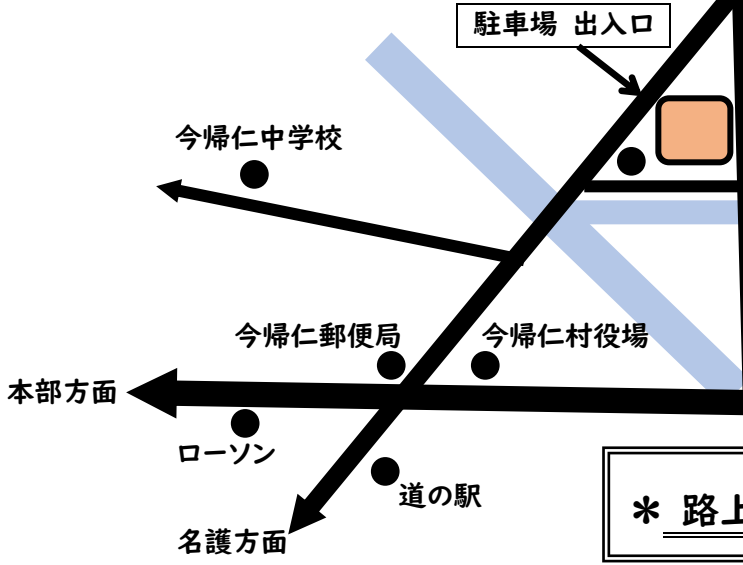 駐車場 出入口
今帰仁中学校
今帰仁郵便局
今帰仁村役場
本部方面
ローソン
道の駅
名護方面
＊ 路上